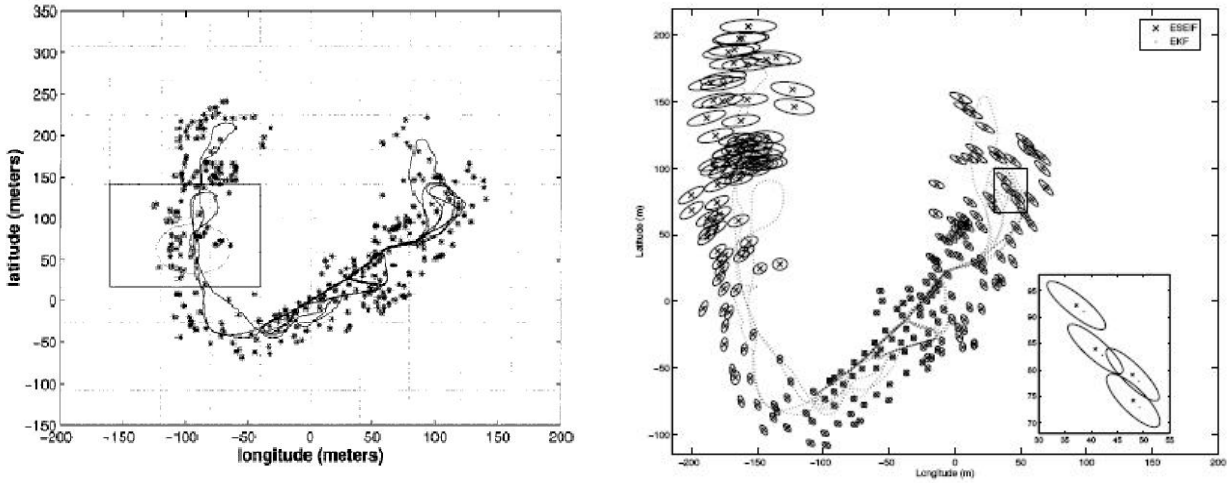 350
300
250
200
150
100
50
0
−50
−100
−150
−200 −150 −100 −50 0 50 100 150 200
latitude (meters)
longitude (meters)
200
150
100
50
0
−50
−100
−200 −150 −100 −50 0 50 100 150 200
Latitude (m)
Longitude (m)
ESEIF
EKF
95
90
85
80
75
70
30 35 40 45 50 55